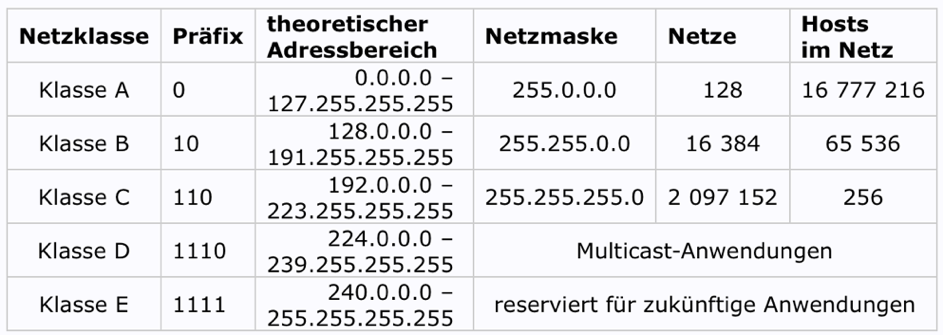 Netzklasse Präfix theoretischer Adressbereich Netzmaske Netze Hosts im Netz
Klasse A 0 0.0.0.0 – 127.255.255.255 255.0.0.0 128 16 777 216
Klasse B 10 128.0.0.0 – 191.255.255.255 255.255.0.0 16 384 65 536
Klasse C 110 192.0.0.0 – 223.255.255.255 255.255.255.0 2 097 152 256
Klasse D 1110 224.0.0.0 – 239.255.255.255 Multicast-Anwendungen
Klasse E 1111 240.0.0.0 – 255.255.255.255 reserviert für zukünftige Anwendungen